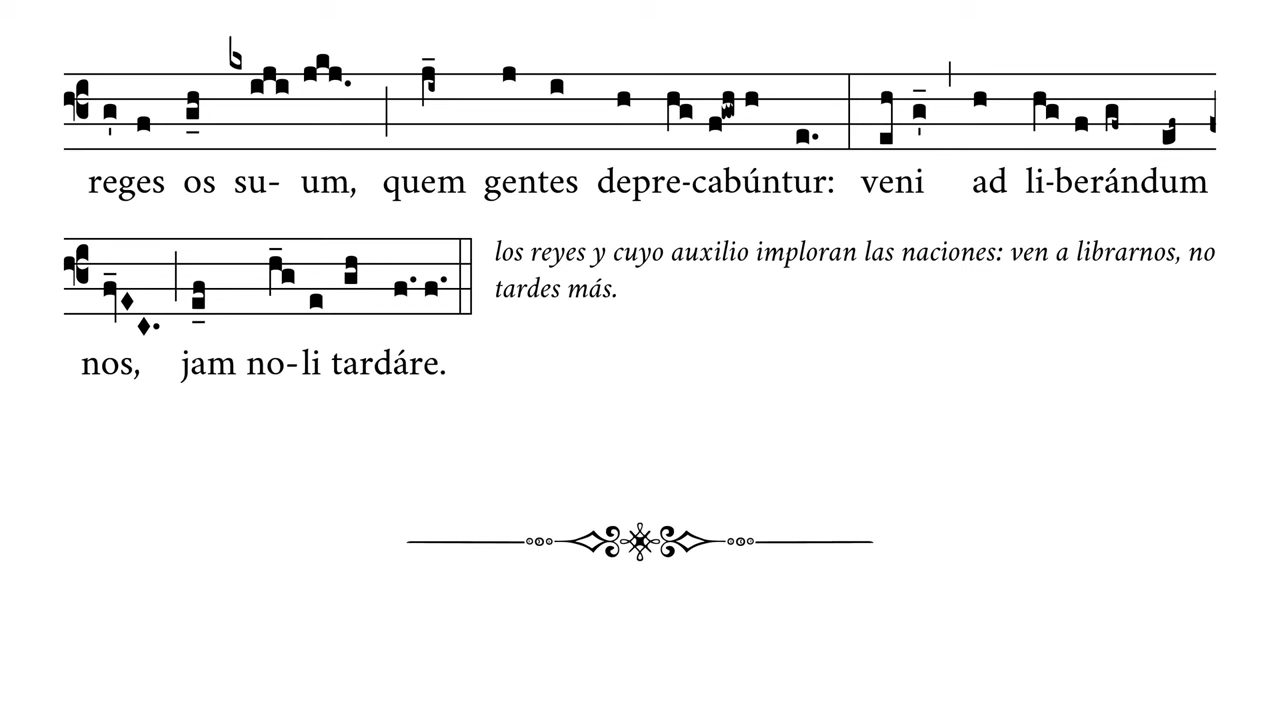 reges os su- um, quem gentes depre-cabúntur: veni ad li-berándum
los reyes y cuyo auxilio imploran las naciones: ven a librarnos, no
tardes más.
nos, jam no-li tardáre.